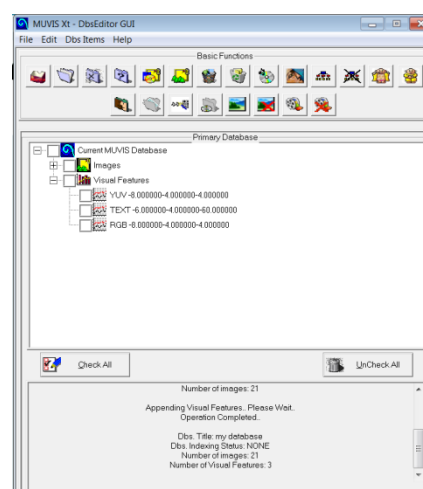 MUVIS Xt - DbsEditor GUI
File Edit Dbs Items Help
Basic Functions
Primary Database
Current MUVIS Database
Images
Visual Features
YUV -8.000000-4.000000-4.000000
TEXT -6.000000-4.000000-60.000000
RGB -8.000000-4.000000-4.000000
Check All
UnCheck All
Number of images: 21
Appending Visual Features.. Please Wait.
Operation Completed..
Dbs. Title: my database
Dbs. Indexing Status: NONE
Number of images: 21
Number of Visual Features: 3